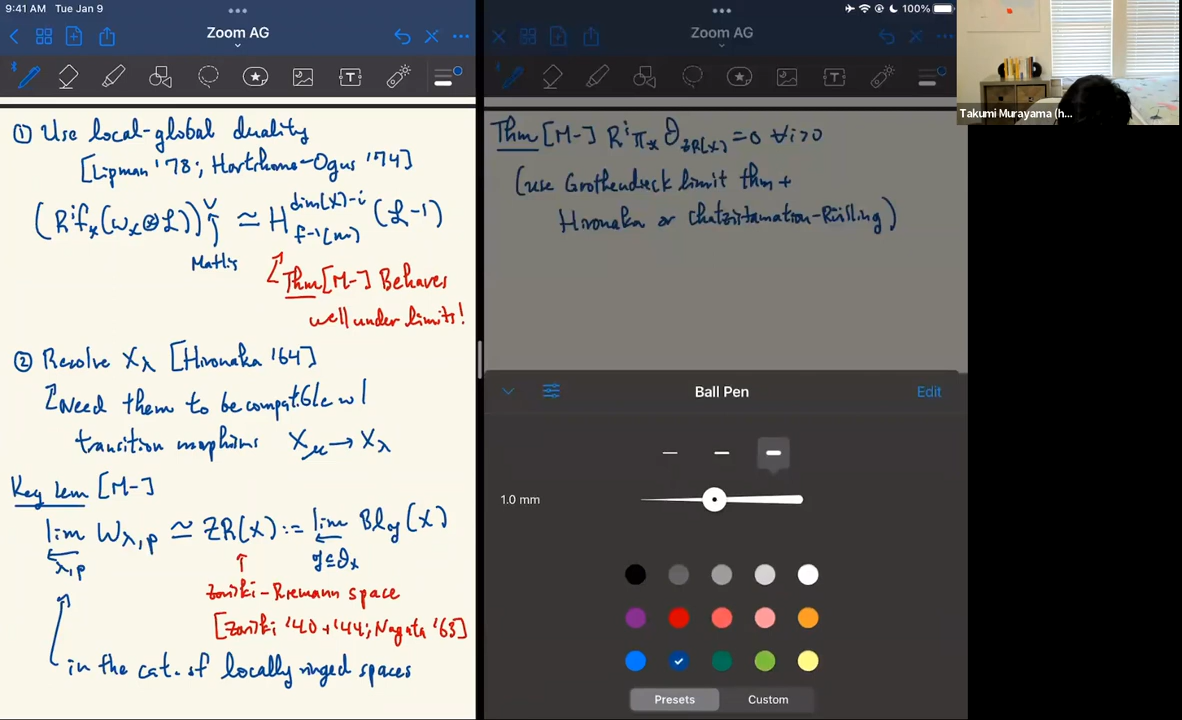 9:41 AM Tue Jan 9
Zoom AG
① Use local-global duality
[Lipman '78; Hartshorne-Ogus '74]
(Rⁱf_*(ω_X⊗ℒ))^∨ ≃ H^{dim(X)-i}_{f⁻¹(m)} (ℒ⁻¹)
Matlis
Thm [M-] Behaves
well under limits!
② Resolve X_λ [Hironaka '64]
Need them to be compatible w/
transition morphisms X_μ → X_λ
Key lem [M-]
lim W_{λ,p} ≃ ZR(X) := lim Bl_𝒥(X)
λ,p
𝒥⊆𝒪_X
Zariski-Riemann space
[Zariski '40+'44; Nagata '63]
in the cat. of locally ringed spaces
100%
Zoom AG
Thm [M-] Rⁱπ_* 𝒪_{ZR(X)} = 0 ∀i>0
(use Grothendieck limit thm +
Hironaka or Chatzistamatiou-Rülling)
Ball Pen
Edit
1.0 mm
Presets
Custom
Takumi Murayama (h...